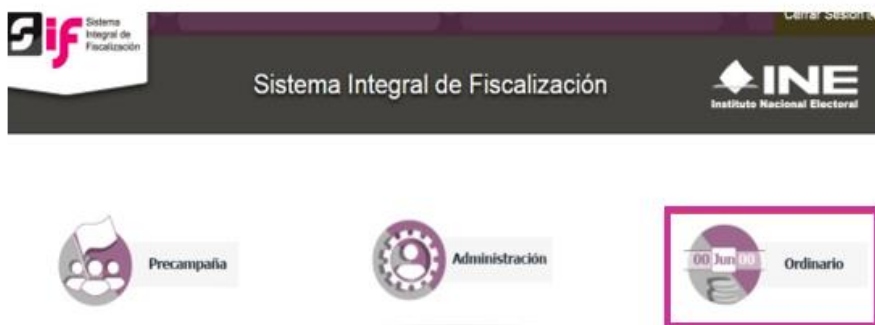 Cerrar Sesión
sif
Sistema
Integral de
Fiscalización
Sistema Integral de Fiscalización
INE
Instituto Nacional Electoral
Precampaña
Administración
00 Jun 00
Ordinario